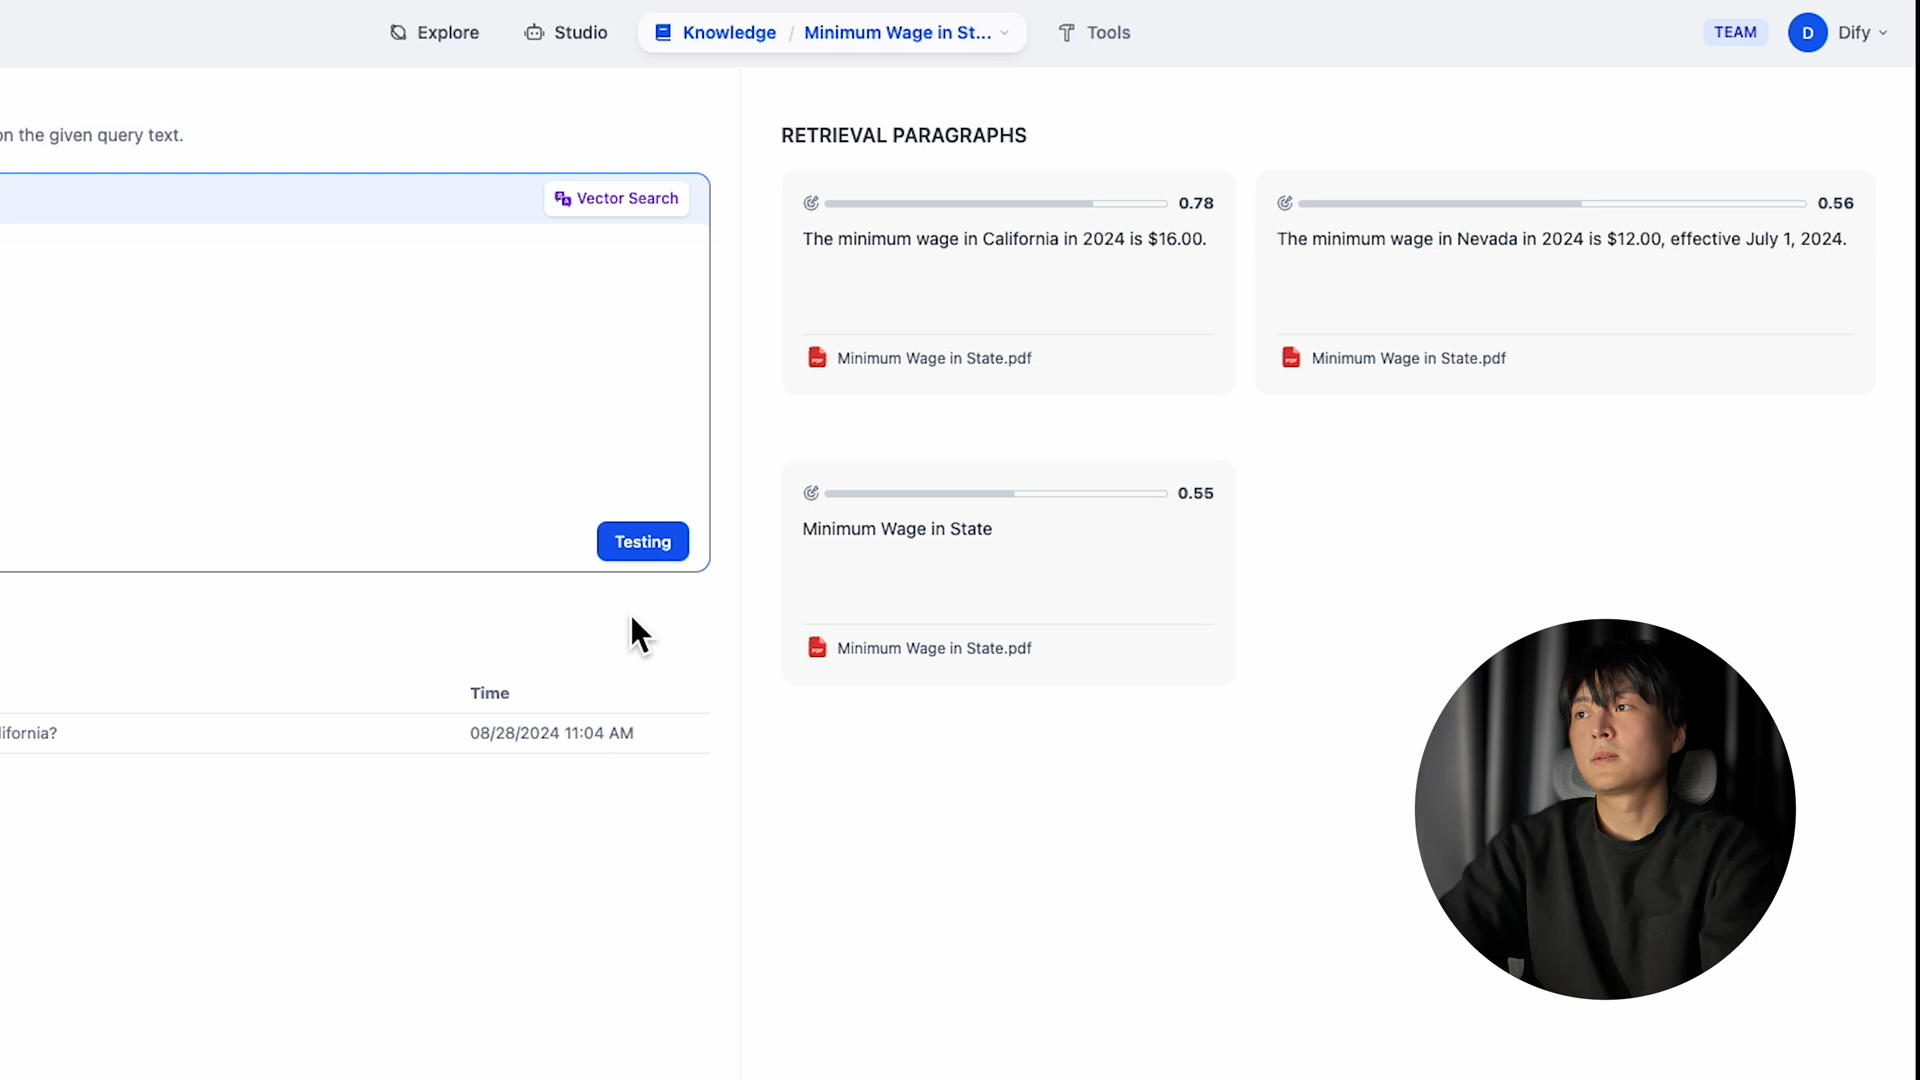 Explore
Studio
Knowledge / Minimum Wage in St...
Tools
TEAM
D
Dify
on the given query text.
Vector Search
Testing
Time
lifornia?
08/28/2024 11:04 AM
RETRIEVAL PARAGRAPHS
0.78
The minimum wage in California in 2024 is $16.00.
Minimum Wage in State.pdf
0.56
The minimum wage in Nevada in 2024 is $12.00, effective July 1, 2024.
Minimum Wage in State.pdf
0.55
Minimum Wage in State
Minimum Wage in State.pdf